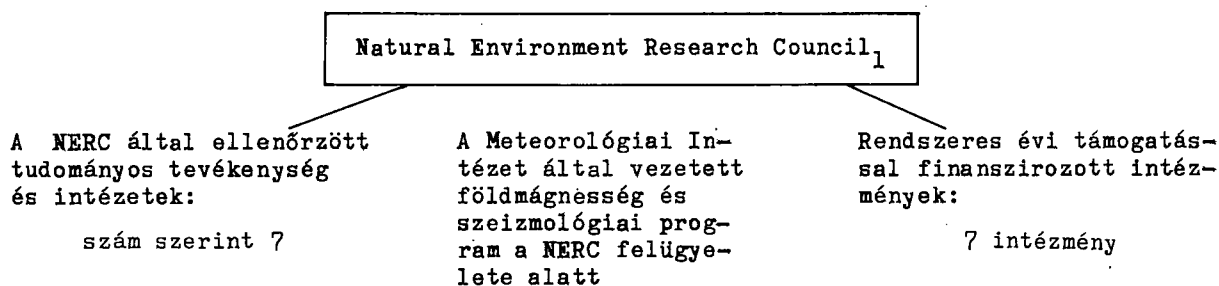 Natural Environment Research Council1
A NERC által ellenőrzött
tudományos tevékenység
és intézetek:
szám szerint 7
A Meteorológiai In-
tézet által vezetett
földmágnesség és
szeizmológiai prog-
ram a NERC felügye-
lete alatt
Rendszeres évi támogatás-
sal finanszirozott intéz-
mények:
7 intézmény